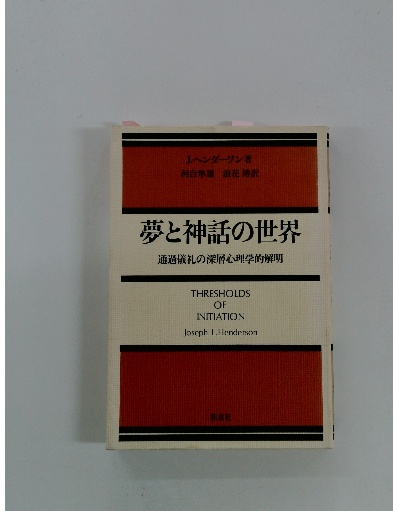 J.ヘンダーソン著
河合隼雄　浪花 博訳
夢と神話の世界
通過儀礼の深層心理学的解明
THRESHOLDS
OF
INITIATION
Joseph L.Henderson
新泉社